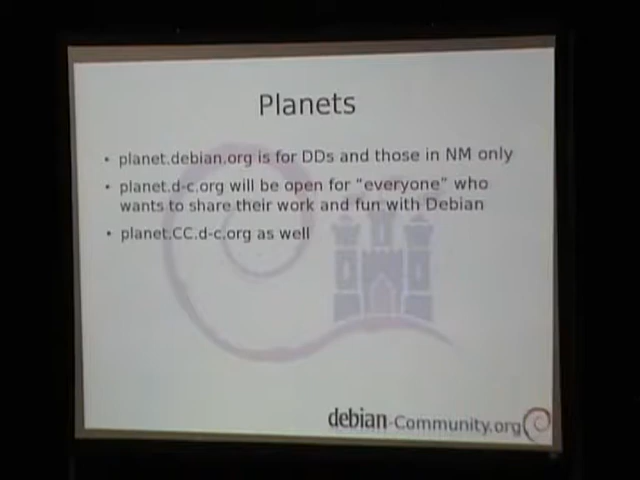 Planets
• planet.debian.org is for DDs and those in NM only
• planet.d-c.org will be open for “everyone” who
wants to share their work and fun with Debian
• planet.CC.d-c.org as well
debian-Community.org